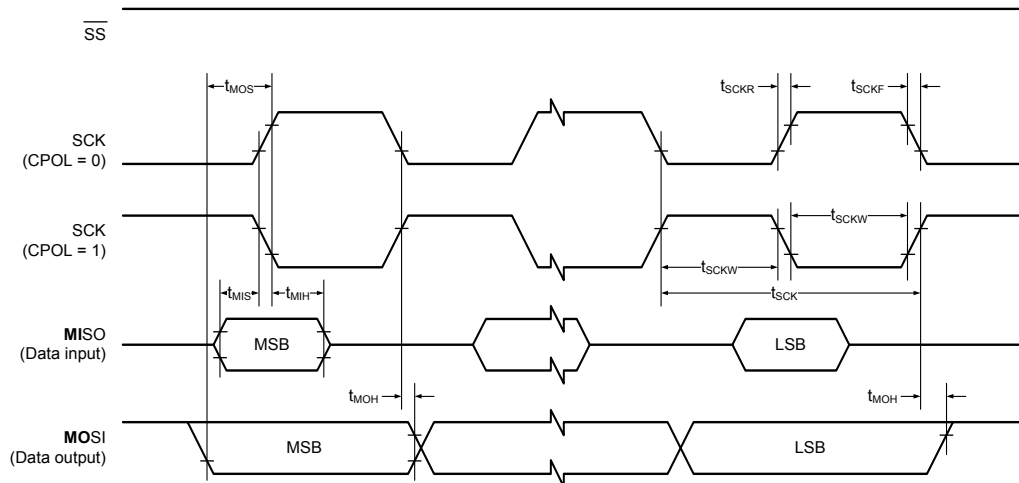 SS
tMOS
tSCKR
tSCKF
SCK
(CPOL = 0)
SCK
(CPOL = 1)
tSCKW
tSCKW
tSCK
tMIS
tMIH
MISO
(Data input)
MSB
LSB
tMOH
tMOH
MOSI
(Data output)
MSB
LSB